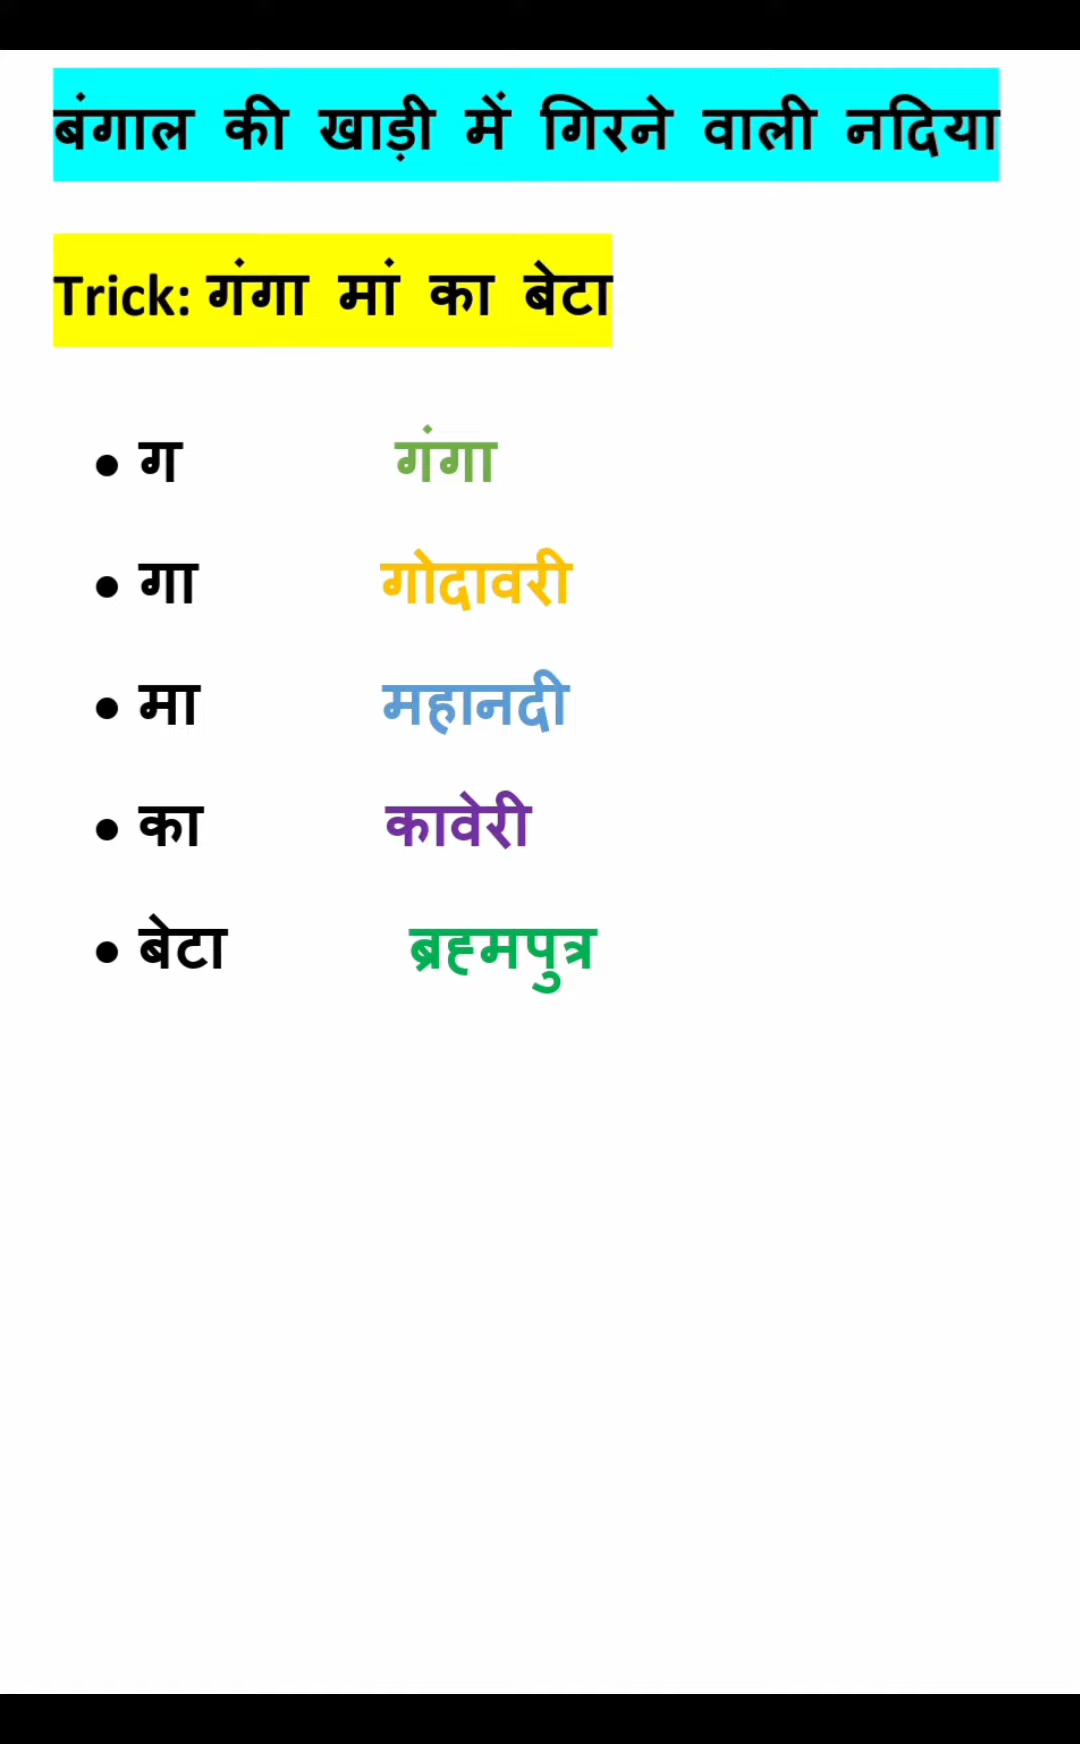 बंगाल की खाड़ी में गिरने वाली नदिया
Trick: गंगा मां का बेटा
• ग गंगा
• गा गोदावरी
• मा महानदी
• का कावेरी
• बेटा ब्रह्मपुत्र